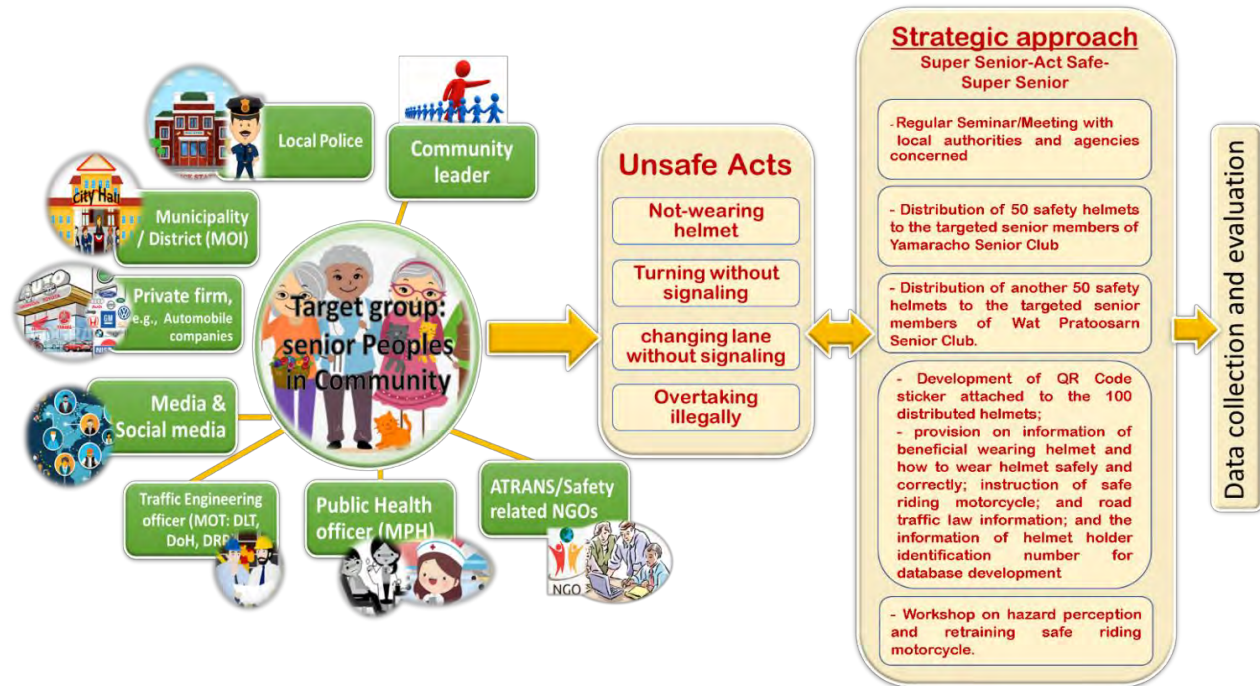 Local Police
Community
leader
City Hall
Municipality
/ District (MOI)
AUTO
Private firm,
e.g., Automobile
companies
Media &
Social media
Traffic Engineering
officer (MOT: DLT,
DoH, DRR
Public Health
officer (MPH)
ATRANS/Safety
related NGOs
NGO
Target group:
senior Peoples
in Community
Unsafe Acts
Not-wearing
helmet
Turning without
signaling
changing lane
without signaling
Overtaking
illegally
Strategic approach
Super Senior-Act Safe-
Super Senior
- Regular Seminar/Meeting with
local authorities and agencies
concerned
- Distribution of 50 safety helmets
to the targeted senior members of
Yamaracho Senior Club
- Distribution of another 50 safety
helmets to the targeted senior
members of Wat Pratoosarn
Senior Club.
- Development of QR Code
sticker attached to the 100
distributed helmets;
- provision on information of
beneficial wearing helmet and
how to wear helmet safely and
correctly; instruction of safe
riding motorcycle; and road
traffic law information; and the
information of helmet holder
identification number for
database development
- Workshop on hazard perception
and retraining safe riding
motorcycle.
Data collection and evaluation